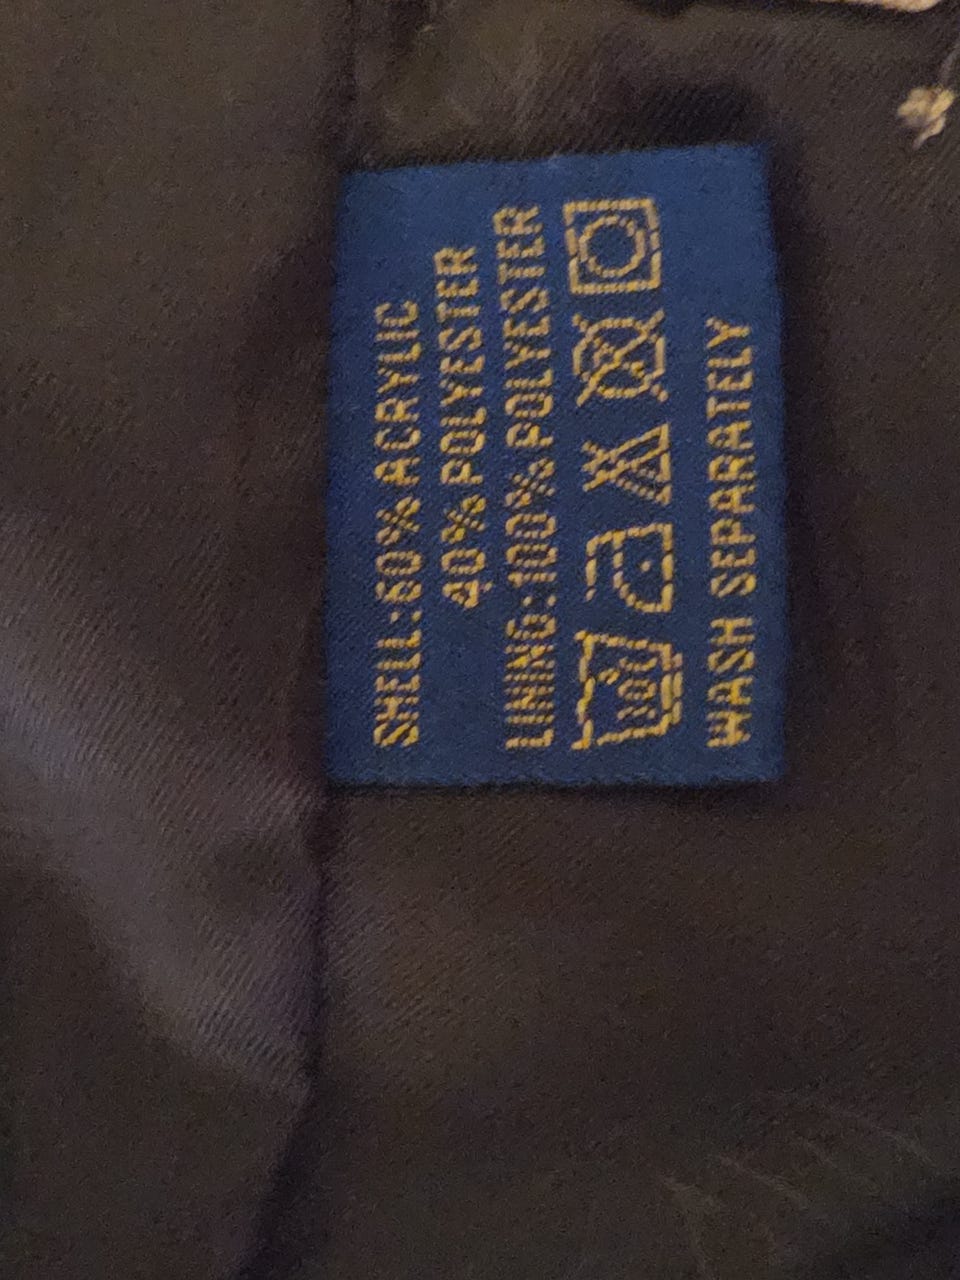 SHELL:60% ACRYLIC
40% POLYESTER
LINING:100% POLYESTER
WASH SEPARATELY